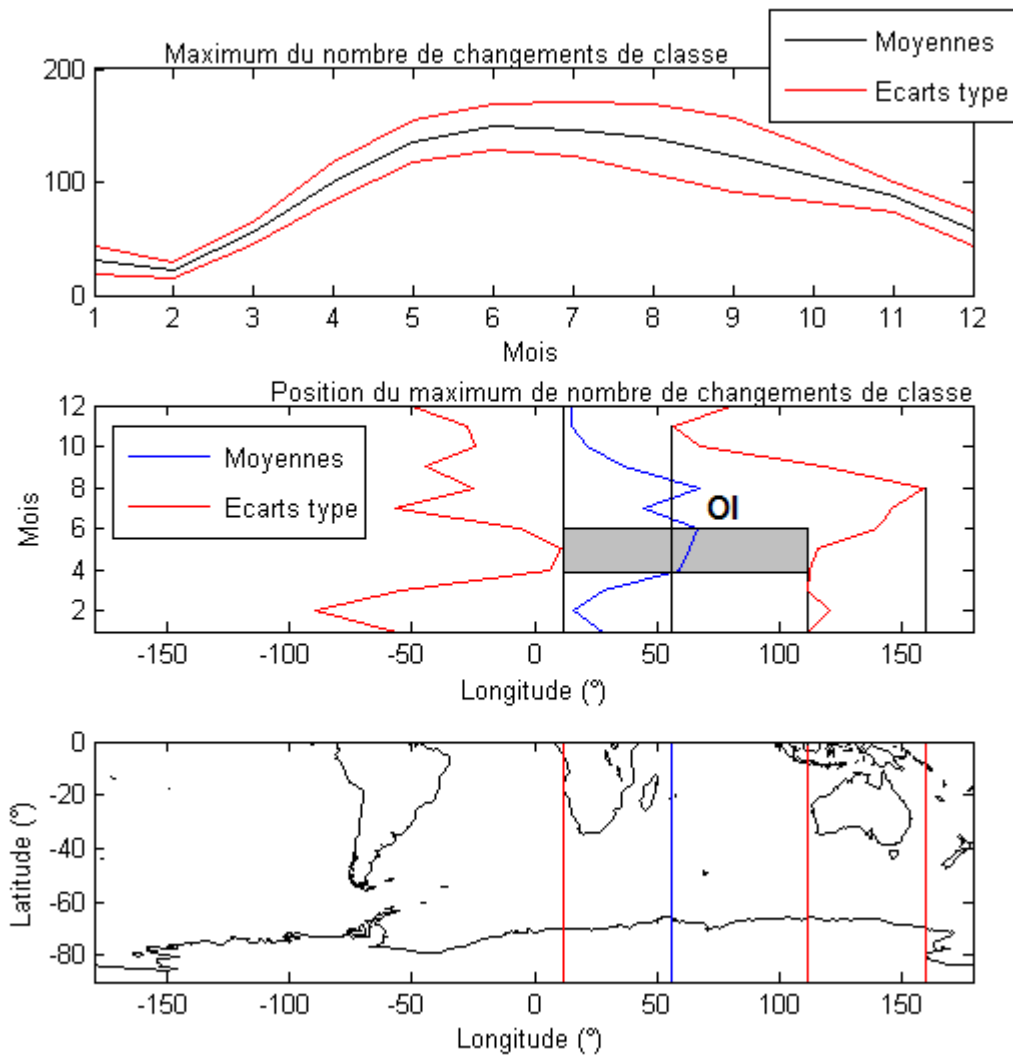 Maximum du nombre de changements de classe
Moyennes
Ecarts type
200
100
0
1 2 3 4 5 6 7 8 9 10 11 12
Mois
Position du maximum de nombre de changements de classe
Moyennes
Ecarts type
OI
12
10
8
6
4
2
Mois
-150 -100 -50 0 50 100 150
Longitude (°)
0
-20
-40
-60
-80
Latitude (°)
-150 -100 -50 0 50 100 150
Longitude (°)